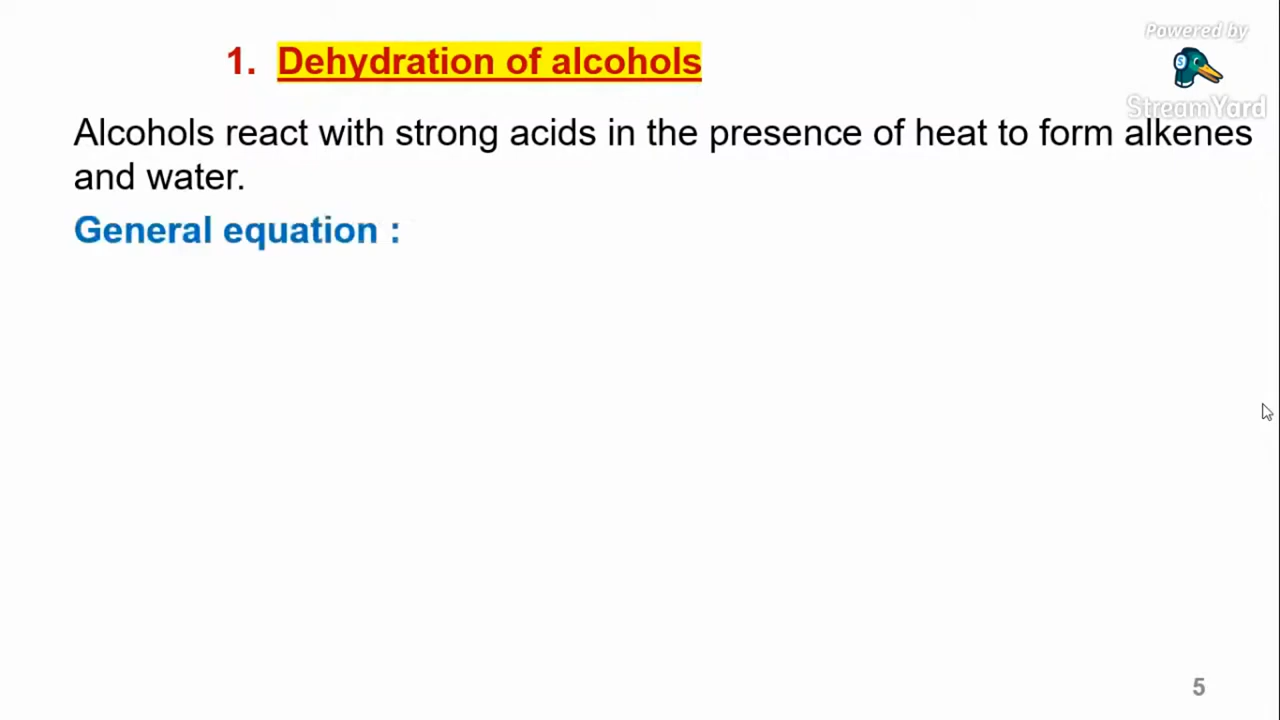 Powered by
StreamYard
1. Dehydration of alcohols
Alcohols react with strong acids in the presence of heat to form alkenes
and water.
General equation :
5